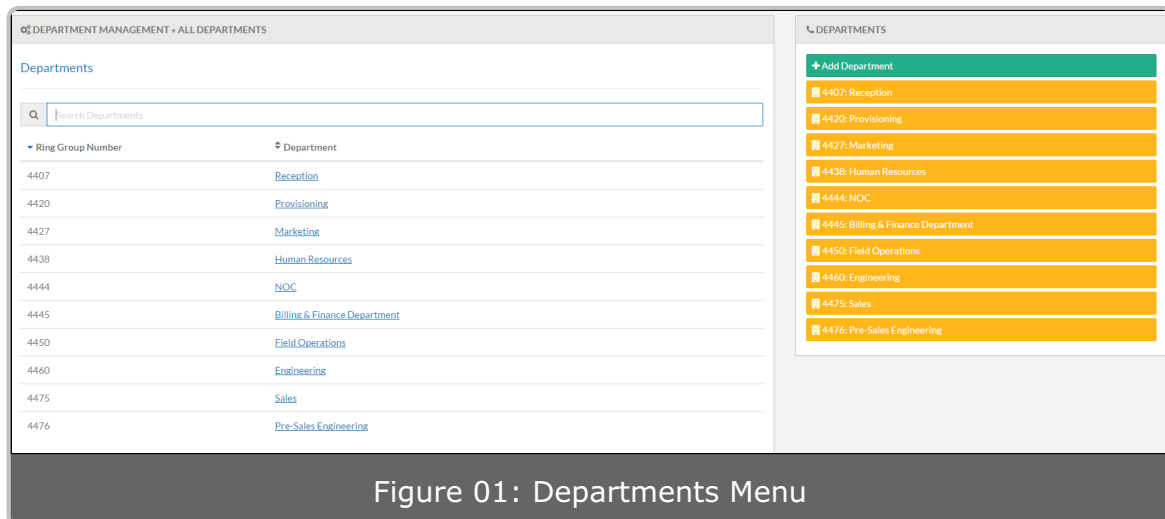 DEPARTMENT MANAGEMENT » ALL DEPARTMENTS
Departments
Search Departments
Ring Group Number Department
4407 Reception
4420 Provisioning
4427 Marketing
4438 Human Resources
4444 NOC
4445 Billing & Finance Department
4450 Field Operations
4460 Engineering
4475 Sales
4476 Pre-Sales Engineering
DEPARTMENTS
+Add Department
4407: Reception
4420: Provisioning
4427: Marketing
4438: Human Resources
4444: NOC
4445: Billing & Finance Department
4450: Field Operations
4460: Engineering
4475: Sales
4476: Pre-Sales Engineering
Figure 01: Departments Menu